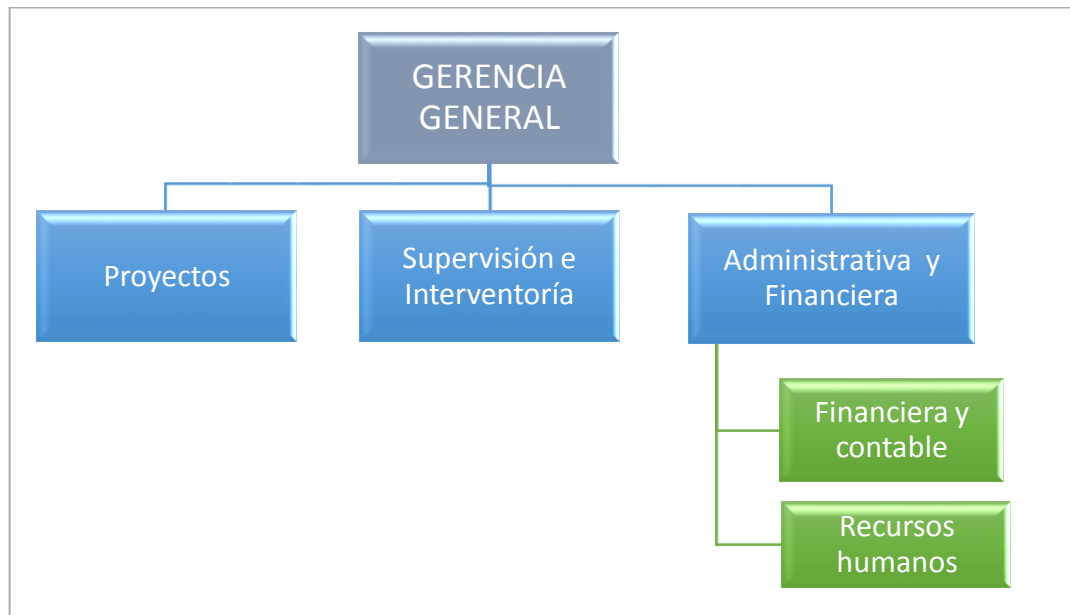 GERENCIA
GENERAL
Proyectos
Supervisión e
Interventoría
Administrativa y
Financiera
Financiera y
contable
Recursos
humanos